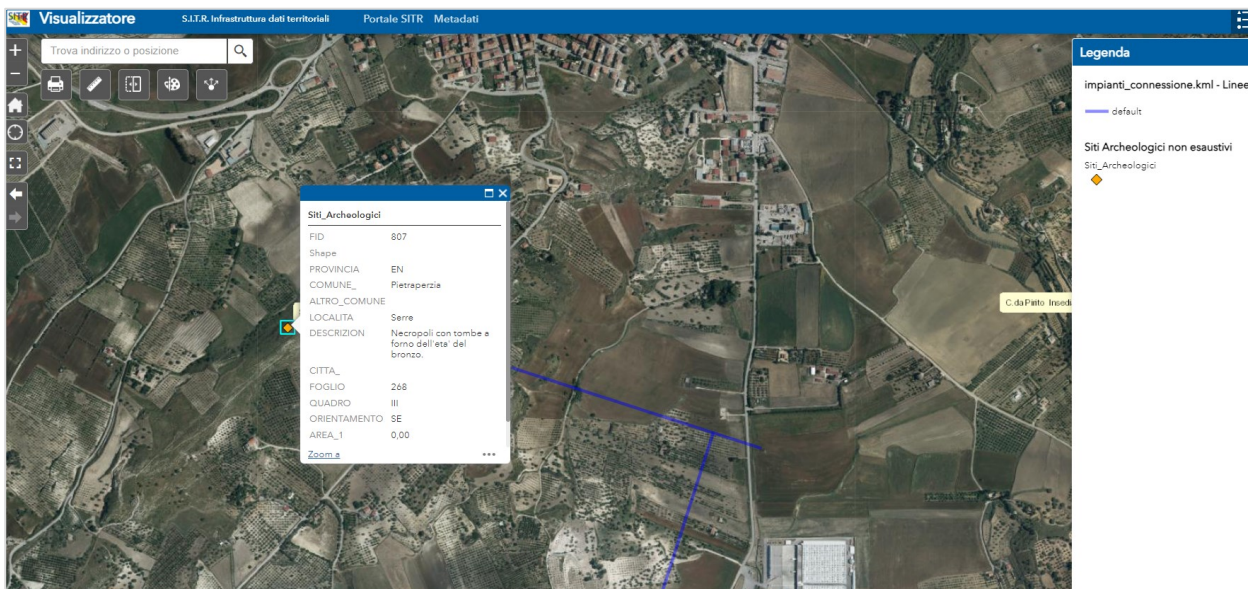 SITR Visualizzatore S.I.T.R. Infrastruttura dati territoriali Portale SITR Metadati
Trova indirizzo o posizione
Legenda
impianti_connessione.kml - Linee
default
Siti Archeologici non esaustivi
Siti_Archeologici
Siti_Archeologici
FID 807
Shape
PROVINCIA EN
COMUNE_ Pietraperzia
ALTRO_COMUNE
LOCALITA Serre
DESCRIZION Necropoli con tombe a
forno dell'eta' del
bronzo.
CITTA_
FOGLIO 268
QUADRO III
ORIENTAMENTO SE
AREA_1 0,00
Zoom a
C.da Pirito Insedi